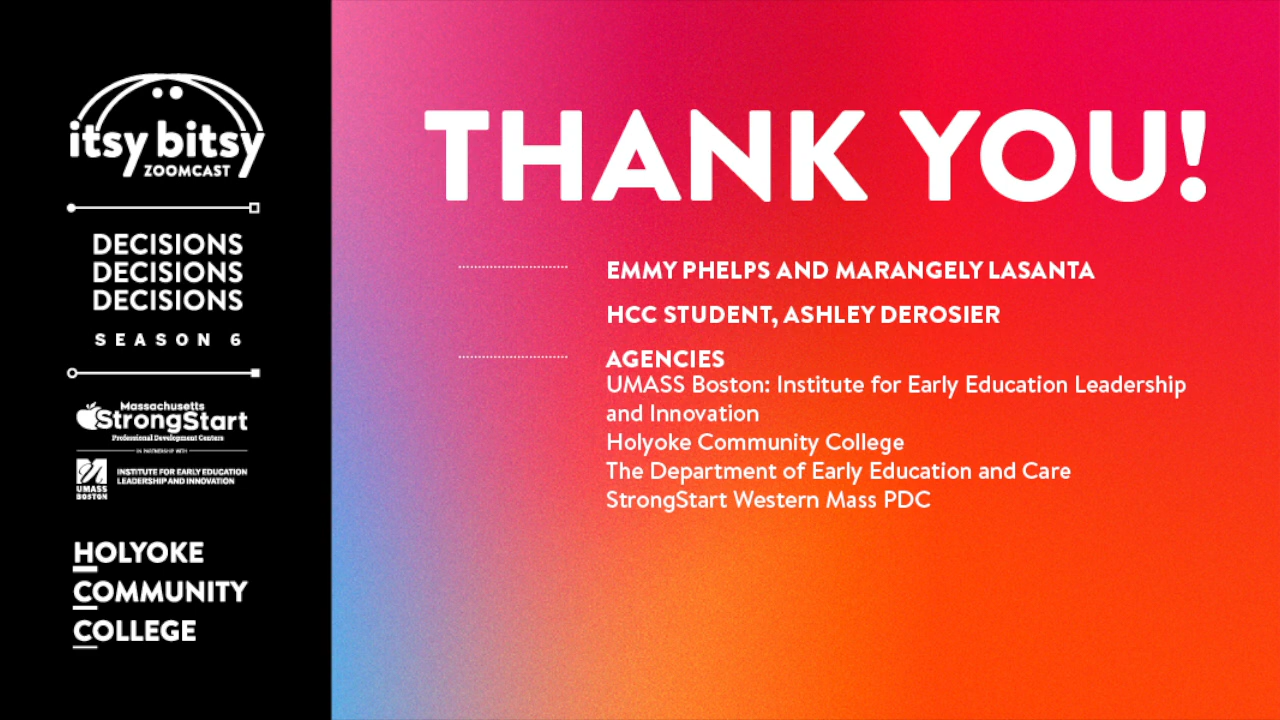 itsy bitsy
ZOOMCAST
DECISIONS
DECISIONS
DECISIONS
SEASON 6
Massachusetts
StrongStart
Professional Development Centers
IN PARTNERSHIP WITH
UMASS
BOSTON
INSTITUTE FOR EARLY EDUCATION
LEADERSHIP AND INNOVATION
HOLYOKE
COMMUNITY
COLLEGE
THANK YOU!
EMMY PHELPS AND MARANGELY LASANTA
HCC STUDENT, ASHLEY DEROSIER
AGENCIES
UMASS Boston: Institute for Early Education Leadership
and Innovation
Holyoke Community College
The Department of Early Education and Care
StrongStart Western Mass PDC